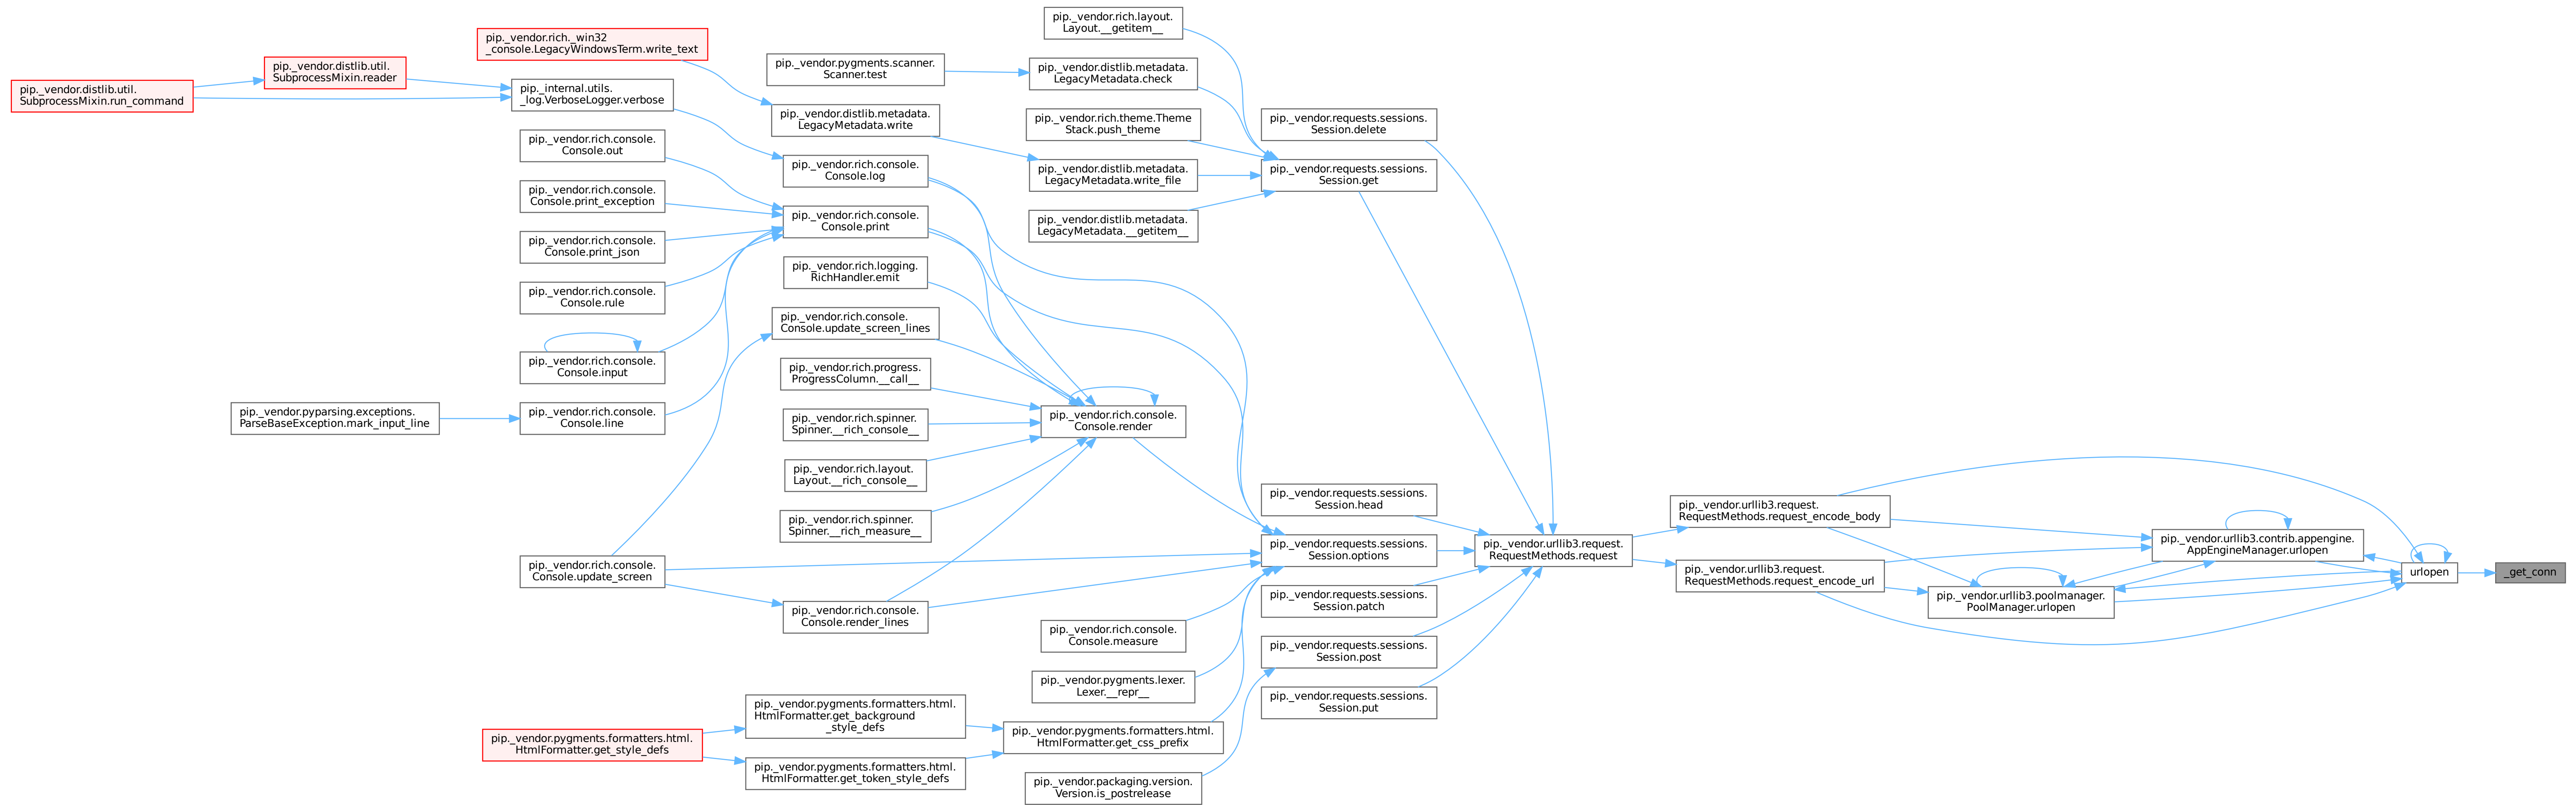 pip._vendor.distlib.util.
SubprocessMixin.run_command
pip._vendor.distlib.util.
SubprocessMixin.reader
pip._vendor.pyparsing.exceptions.
ParseBaseException.mark_input_line
pip._vendor.rich._win32
_console.LegacyWindowsTerm.write_text
pip._internal.utils.
_log.VerboseLogger.verbose
pip._vendor.rich.console.
Console.out
pip._vendor.rich.console.
Console.print_exception
pip._vendor.rich.console.
Console.print_json
pip._vendor.rich.console.
Console.rule
pip._vendor.rich.console.
Console.input
pip._vendor.rich.console.
Console.line
pip._vendor.rich.console.
Console.update_screen
pip._vendor.pygments.formatters.html.
HtmlFormatter.get_style_defs
pip._vendor.pygments.scanner.
Scanner.test
pip._vendor.distlib.metadata.
LegacyMetadata.write
pip._vendor.rich.console.
Console.log
pip._vendor.rich.console.
Console.print
pip._vendor.rich.logging.
RichHandler.emit
pip._vendor.rich.console.
Console.update_screen_lines
pip._vendor.rich.progress.
ProgressColumn.__call__
pip._vendor.rich.spinner.
Spinner.__rich_console__
pip._vendor.rich.layout.
Layout.__rich_console__
pip._vendor.rich.spinner.
Spinner.__rich_measure__
pip._vendor.rich.console.
Console.render_lines
pip._vendor.pygments.formatters.html.
HtmlFormatter.get_background
_style_defs
pip._vendor.pygments.formatters.html.
HtmlFormatter.get_token_style_defs
pip._vendor.rich.layout.
Layout.__getitem__
pip._vendor.distlib.metadata.
LegacyMetadata.check
pip._vendor.rich.theme.Theme
Stack.push_theme
pip._vendor.distlib.metadata.
LegacyMetadata.write_file
pip._vendor.distlib.metadata.
LegacyMetadata.__getitem__
pip._vendor.rich.console.
Console.render
pip._vendor.rich.console.
Console.measure
pip._vendor.pygments.lexer.
Lexer.__repr__
pip._vendor.pygments.formatters.html.
HtmlFormatter.get_css_prefix
pip._vendor.packaging.version.
Version.is_postrelease
pip._vendor.requests.sessions.
Session.delete
pip._vendor.requests.sessions.
Session.get
pip._vendor.requests.sessions.
Session.head
pip._vendor.requests.sessions.
Session.options
pip._vendor.requests.sessions.
Session.patch
pip._vendor.requests.sessions.
Session.post
pip._vendor.requests.sessions.
Session.put
pip._vendor.urllib3.request.
RequestMethods.request
pip._vendor.urllib3.request.
RequestMethods.request_encode_body
pip._vendor.urllib3.request.
RequestMethods.request_encode_url
pip._vendor.urllib3.poolmanager.
PoolManager.urlopen
pip._vendor.urllib3.contrib.appengine.
AppEngineManager.urlopen
urlopen
_get_conn